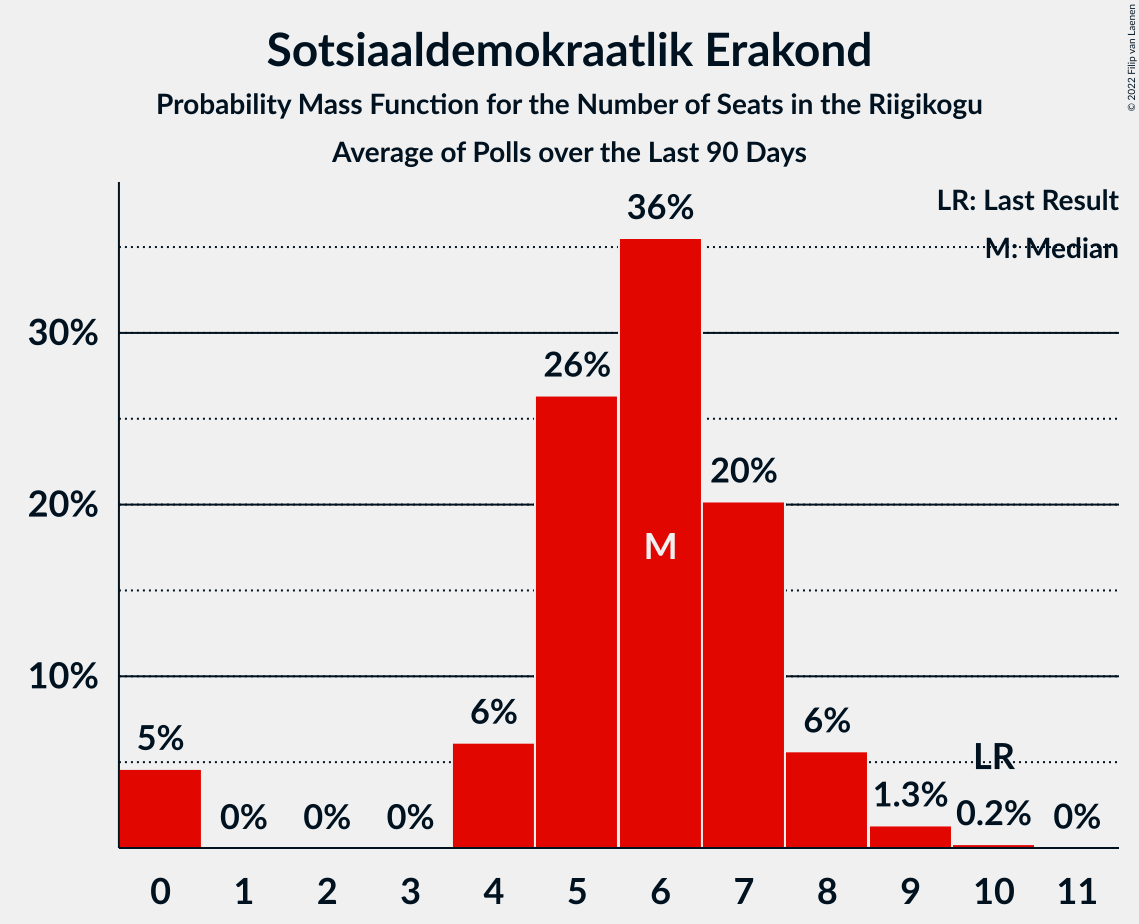 Sotsiaaldemokraatlik Erakond
Probability Mass Function for the Number of Seats in the Riigikogu
Average of Polls over the Last 90 Days
© 2022 Filip van Laenen
LR: Last Result
M: Median
36%
30%
26%
20%
20%
M
10%
5%
0%
0%
0%
6%
6%
1.3%
LR
0.2%
0%
0 1 2 3 4 5 6 7 8 9 10 11